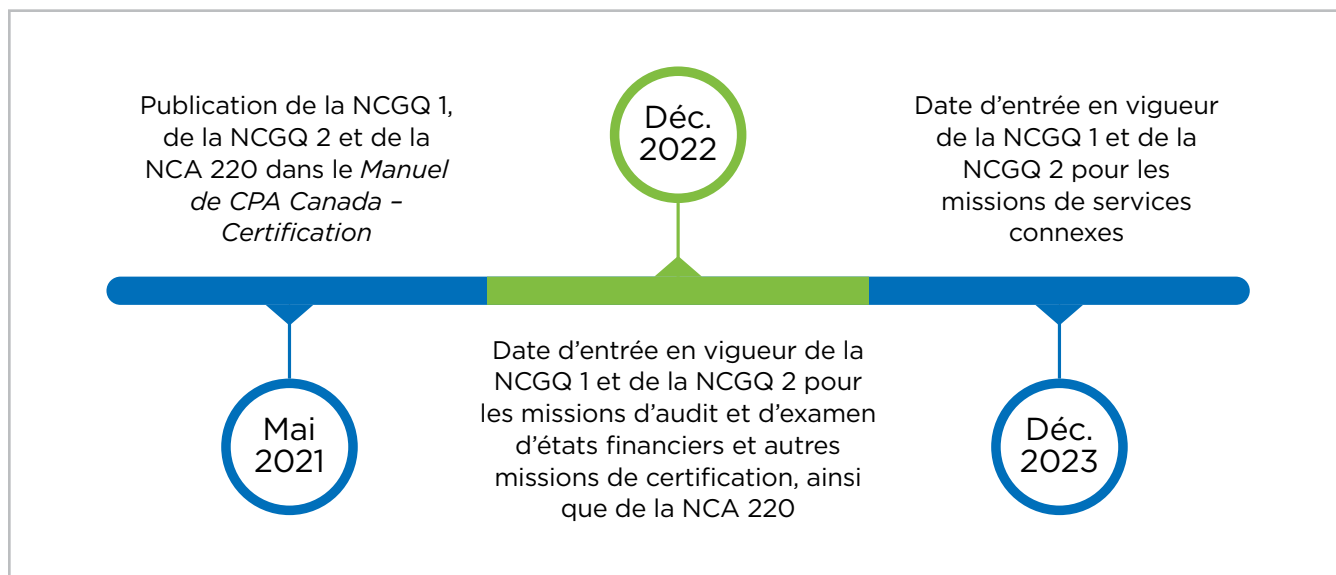 Publication de la NCGQ 1,
de la NCGQ 2 et de la
NCA 220 dans le Manuel
de CPA Canada –
Certification
Mai
2021
Déc.
2022
Date d’entrée en vigueur de la
NCGQ 1 et de la NCGQ 2 pour
les missions d’audit et d’examen
d’états financiers et autres
missions de certification, ainsi
que de la NCA 220
Date d’entrée en vigueur
de la NCGQ 1 et de la
NCGQ 2 pour les
missions de services
connexes
Déc.
2023